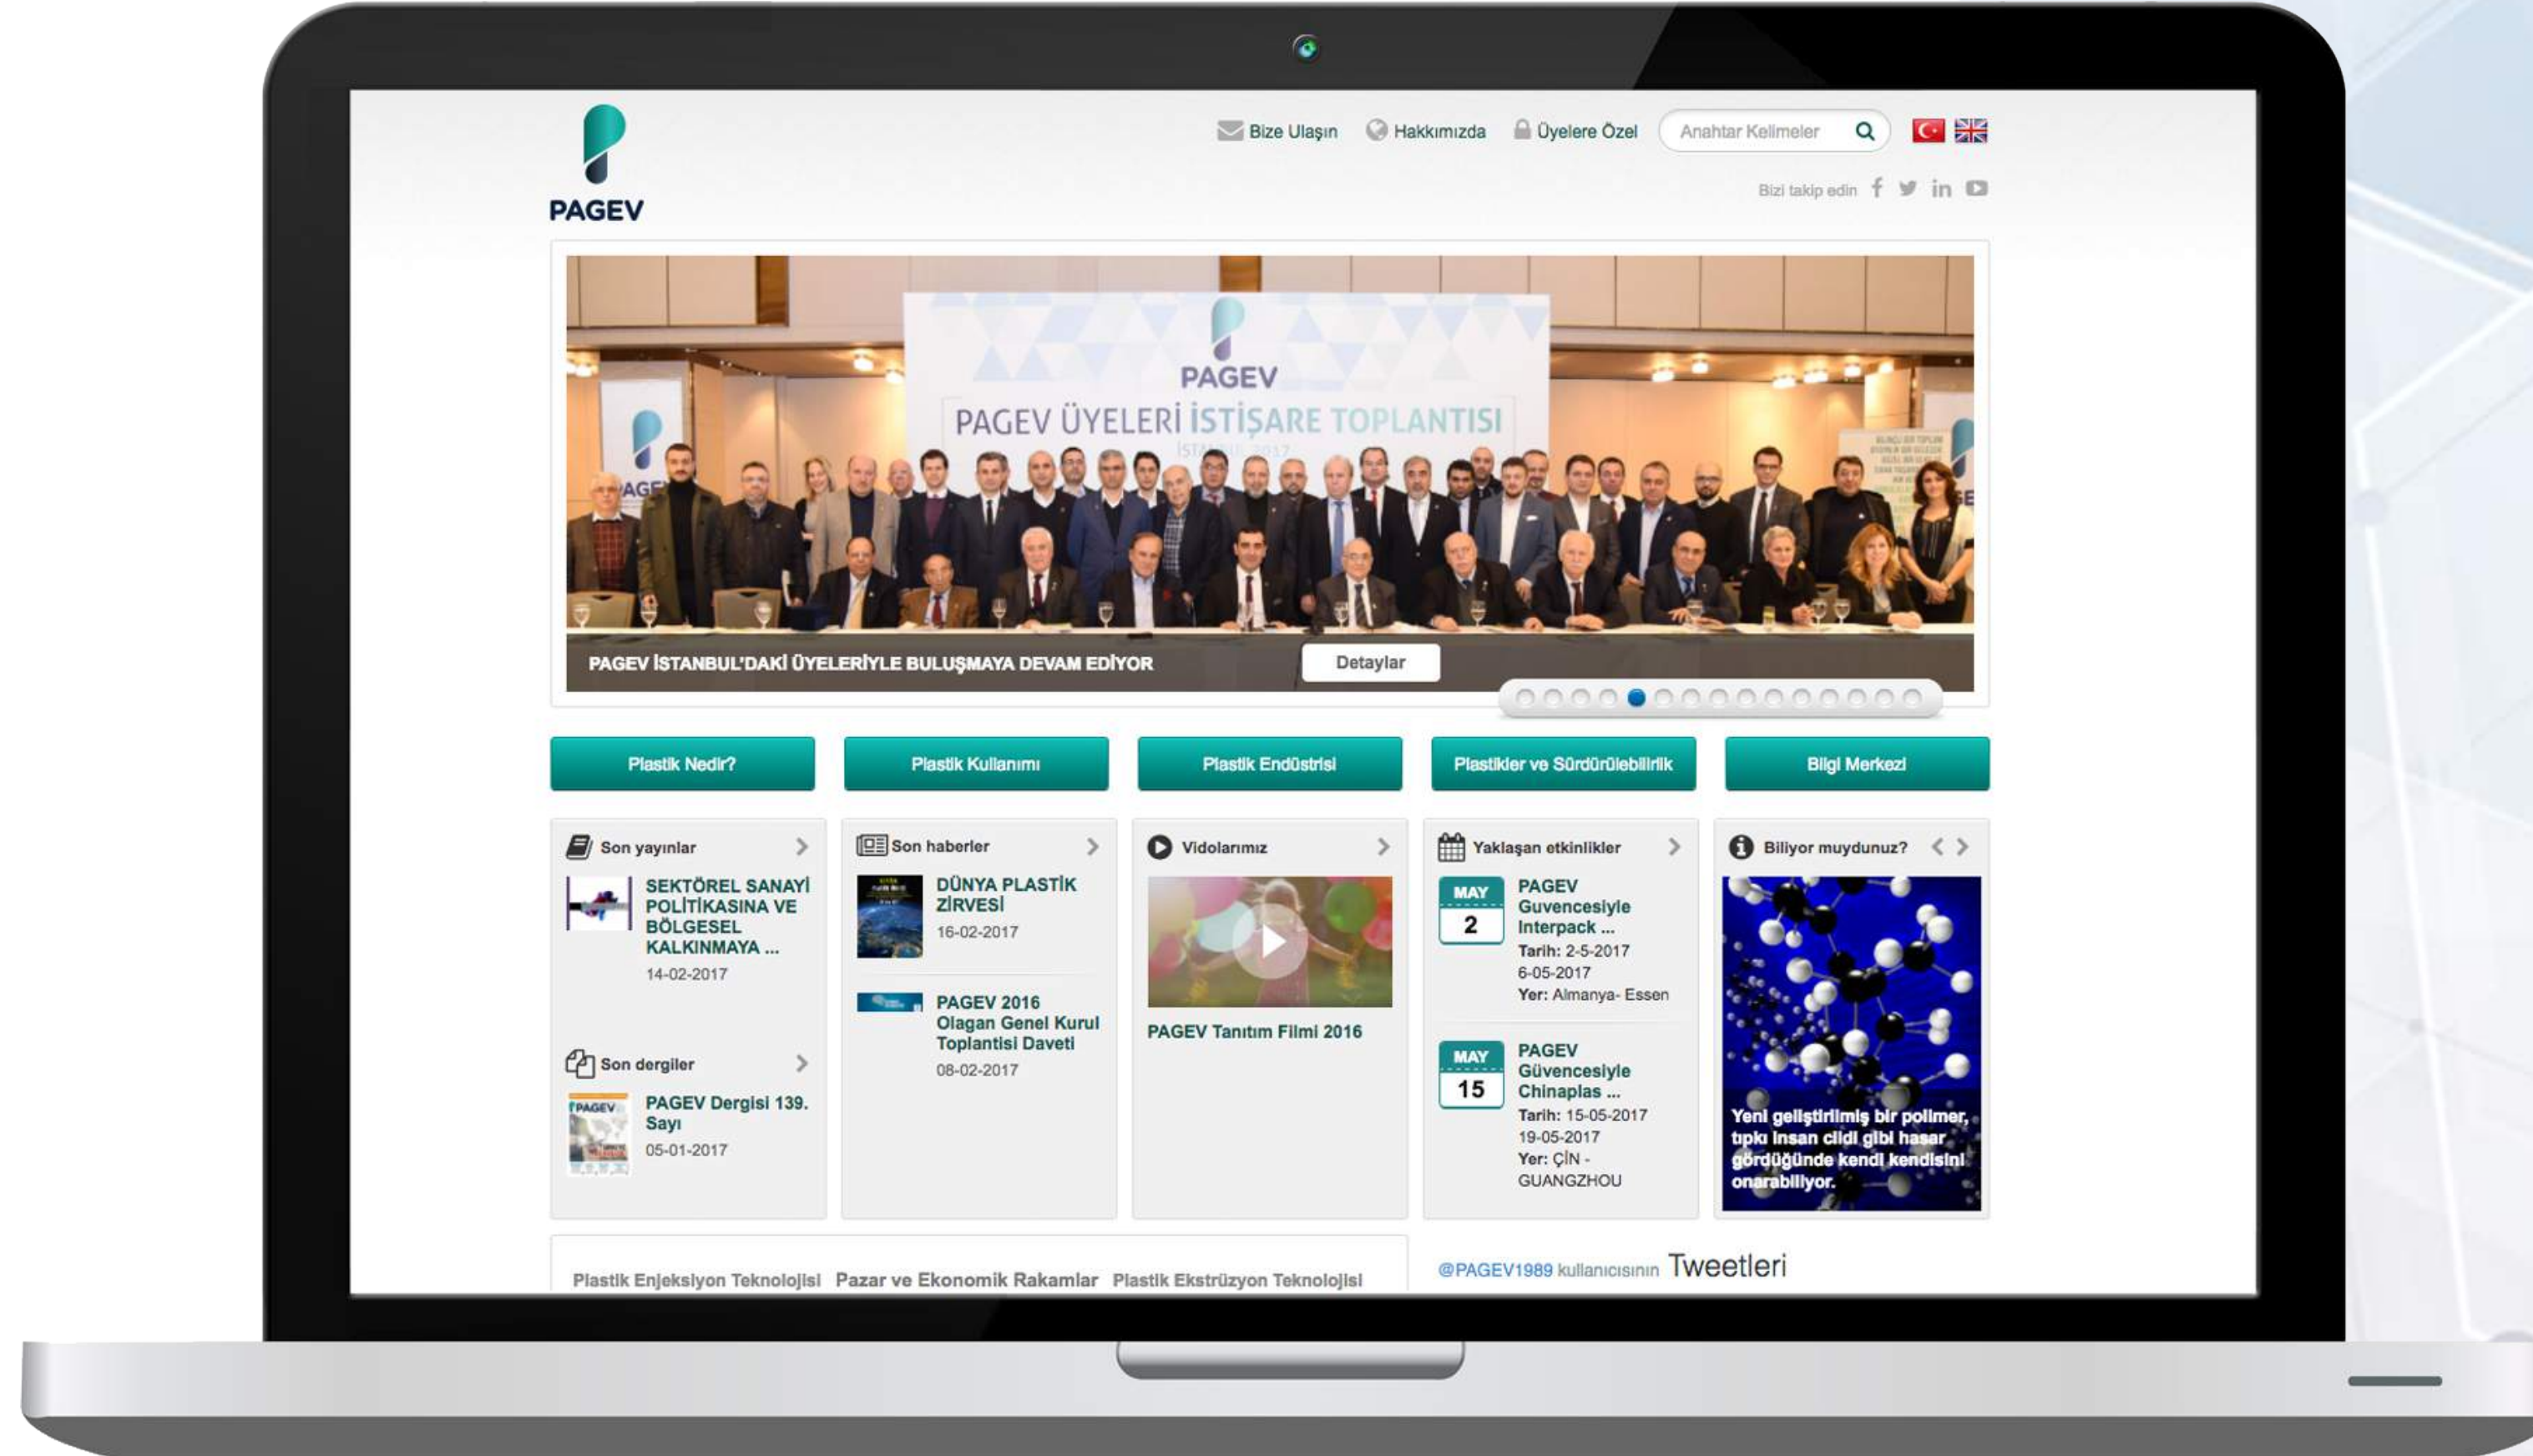 PAGEV
Bize Ulaşın
Hakkımızda
Üyelere Özel
Anahtar Kelimeler
Bizi takip edin
PAGEV
PAGEV ÜYELERİ İSTİŞARE TOPLANTISI
PAGEV İSTANBUL'DAKİ ÜYELERİYLE BULUŞMAYA DEVAM EDİYOR
Detaylar
Plastik Nedir?
Plastik Kullanımı
Plastik Endüstrisi
Plastikler ve Sürdürülebilirlik
Bilgi Merkezi
Son yayınlar
SEKTÖREL SANAYİ
POLİTİKASINA VE
BÖLGESEL
KALKINMAYA ...
14-02-2017
Son dergiler
PAGEV
PAGEV Dergisi 139.
Sayı
05-01-2017
Son haberler
DÜNYA PLASTİK
ZİRVESİ
16-02-2017
PAGEV 2016
Olagan Genel Kurul
Toplantisi Daveti
08-02-2017
Vidolarımız
PAGEV Tanıtım Filmi 2016
Yaklaşan etkinlikler
MAY
2
PAGEV
Guvencesiyle
Interpack ...
Tarih: 2-5-2017
6-05-2017
Yer: Almanya- Essen
MAY
15
PAGEV
Güvencesiyle
Chinaplas ...
Tarih: 15-05-2017
19-05-2017
Yer: ÇİN -
GUANGZHOU
Biliyor muydunuz?
Yeni geliştirilmiş bir polimer,
tıpkı insan cildi gibi hasar
gördüğünde kendi kendisini
onarabiliyor.
Plastik Enjeksiyon Teknolojisi
Pazar ve Ekonomik Rakamlar
Plastik Ekstrüzyon Teknolojisi
@PAGEV1989 kullanıcısının Tweetleri